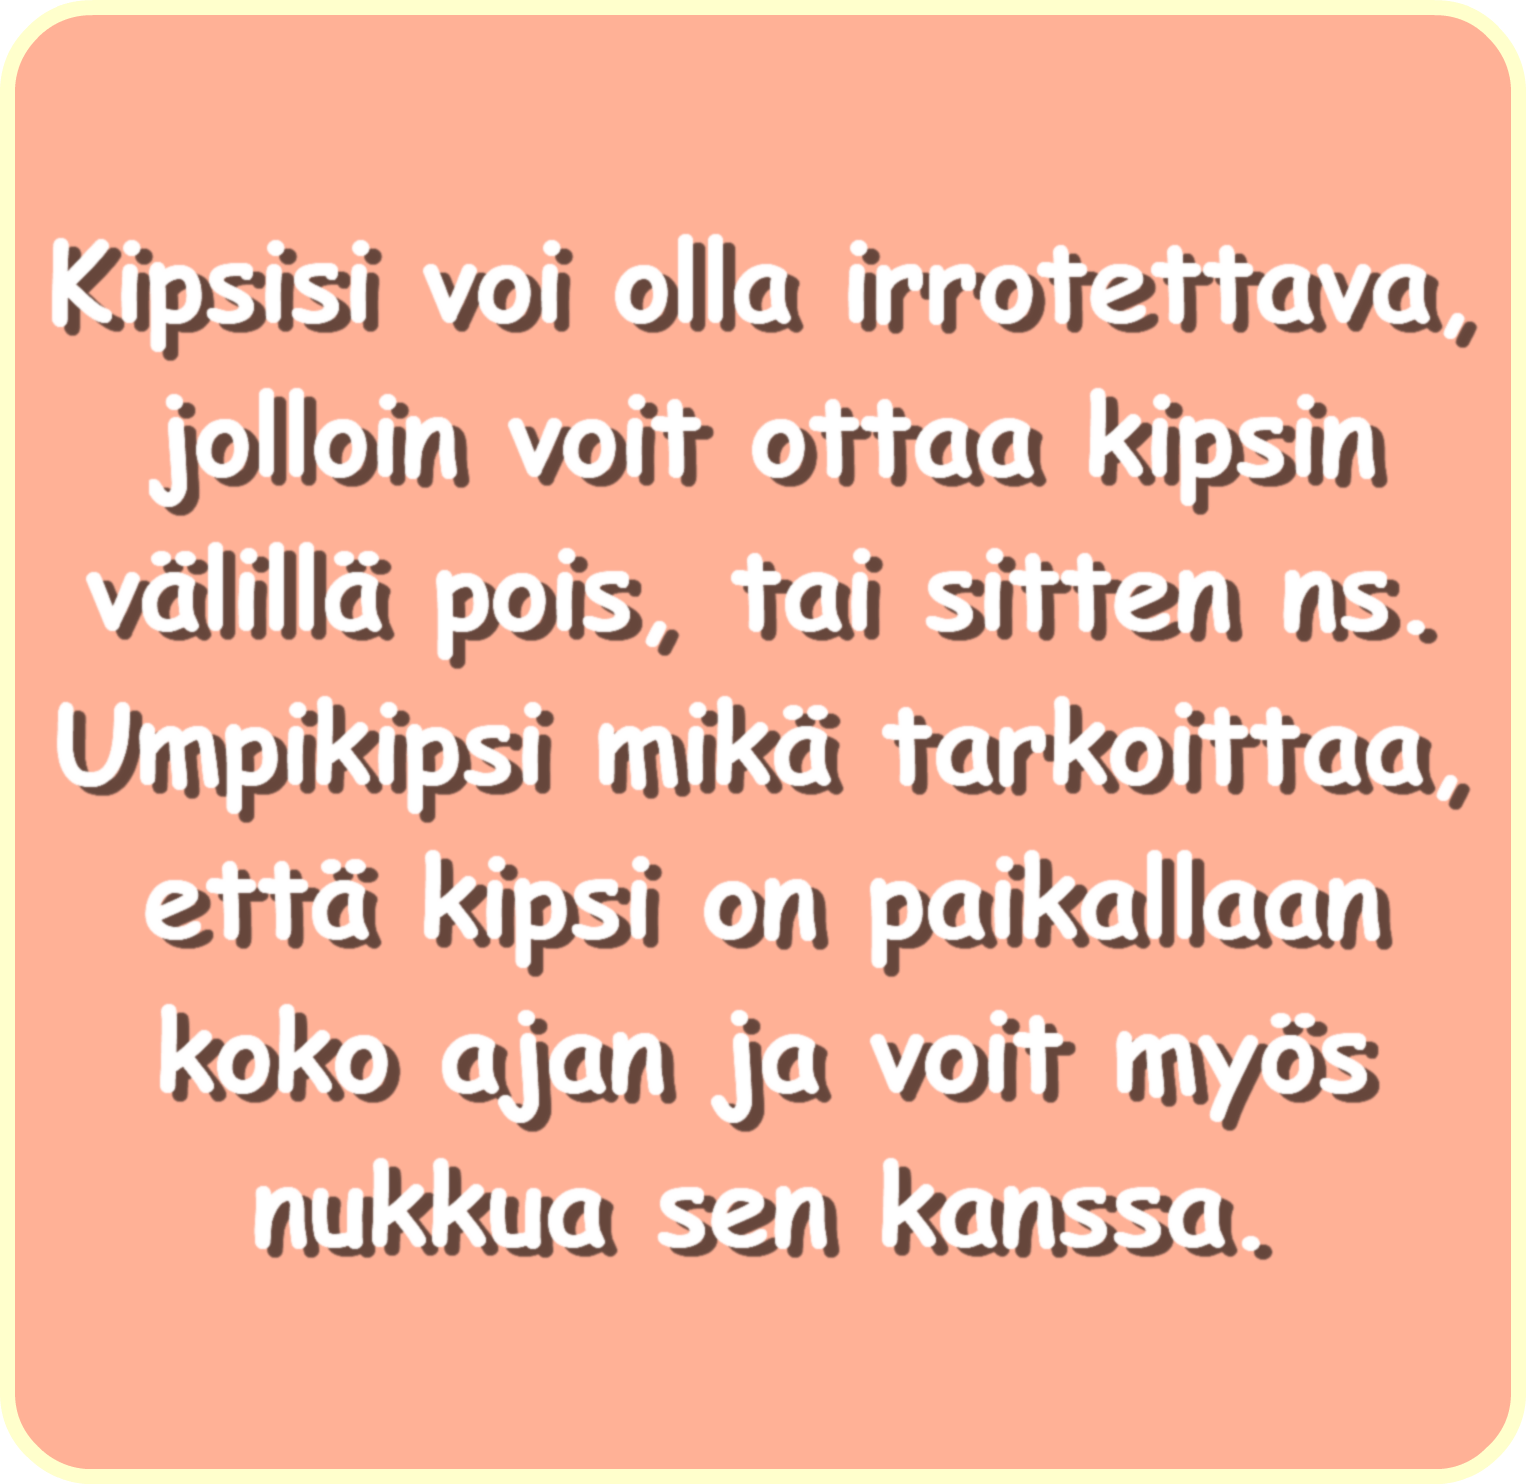 Kipsisi voi olla irrotettava,
jolloin voit ottaa kipsin
välillä pois, tai sitten ns.
Umpikipsi mikä tarkoittaa,
että kipsi on paikallaan
koko ajan ja voit myös
nukkua sen kanssa.